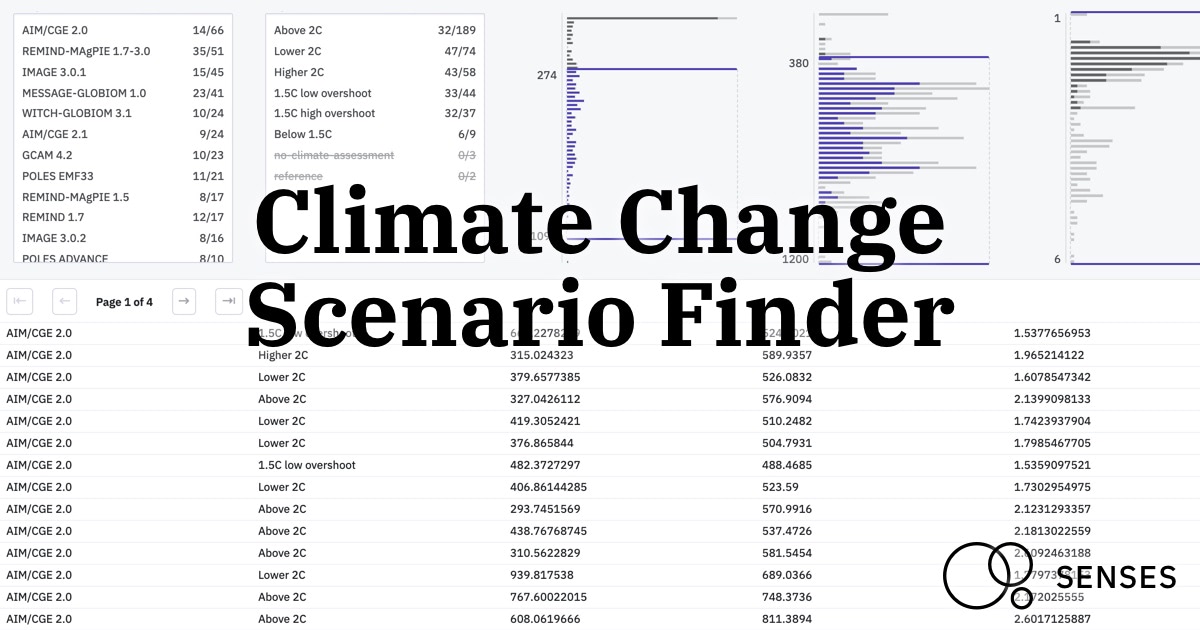 AIM/CGE 2.0 14/66
REMIND-MAgPIE 1.7-3.0 35/51
IMAGE 3.0.1 15/45
MESSAGE-GLOBIOM 1.0 23/41
WITCH-GLOBIOM 3.1 10/24
AIM/CGE 2.1 9/24
GCAM 4.2 10/23
POLES EMF33 11/21
REMIND-MAgPIE 1.5 8/17
REMIND 1.7 12/17
IMAGE 3.0.2 8/16
POLES ADVANCE 8/10
Above 2C 32/189
Lower 2C 47/74
Higher 2C 43/58
1.5C low overshoot 33/44
1.5C high overshoot 32/37
Below 1.5C 6/9
no-climate-assessment 0/3
reference 0/2
274
380
1200
1
6
Climate Change
Scenario Finder
Page 1 of 4
AIM/CGE 2.0 1.5377656953
AIM/CGE 2.0 Higher 2C 315.024323 589.9357 1.965214122
AIM/CGE 2.0 Lower 2C 379.6577385 526.0832 1.6078547342
AIM/CGE 2.0 Above 2C 327.0426112 576.9094 2.1399098133
AIM/CGE 2.0 Lower 2C 419.3052421 510.2482 1.7423937904
AIM/CGE 2.0 Lower 2C 376.865844 504.7931 1.7985467705
AIM/CGE 2.0 1.5C low overshoot 482.3727297 488.4685 1.5359097521
AIM/CGE 2.0 Lower 2C 406.86144285 523.59 1.7302954975
AIM/CGE 2.0 Above 2C 293.7451569 570.9916 2.1231293357
AIM/CGE 2.0 Above 2C 438.76768745 537.4726 2.1813022559
AIM/CGE 2.0 Above 2C 310.5622829 581.5454
AIM/CGE 2.0 Lower 2C 939.817538 689.0366
AIM/CGE 2.0 Above 2C 767.60022015 748.3736
AIM/CGE 2.0 Above 2C 608.0619666 811.3894 2.6017125887
SENSES